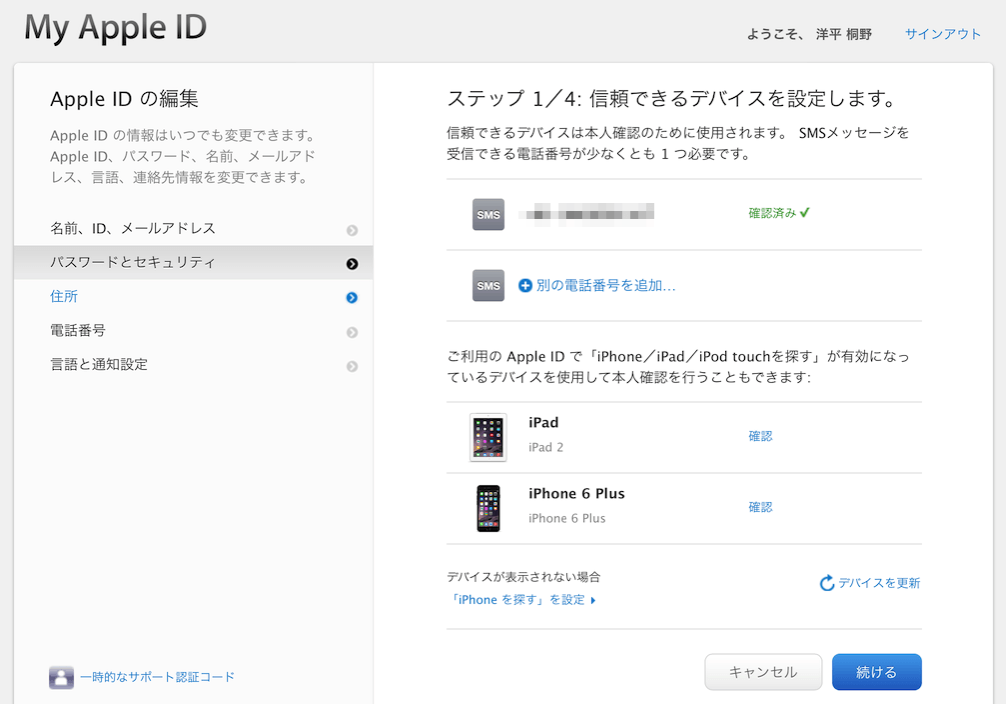 My Apple ID
ようこそ、 洋平 桐野
サインアウト
Apple ID の編集
Apple ID の情報はいつでも変更できます。
Apple ID、パスワード、名前、メールアド
レス、言語、連絡先情報を変更できます。
名前、ID、メールアドレス
パスワードとセキュリティ
住所
電話番号
言語と通知設定
一時的なサポート認証コード
ステップ 1／4: 信頼できるデバイスを設定します。
信頼できるデバイスは本人確認のために使用されます。 SMSメッセージを
受信できる電話番号が少なくとも 1 つ必要です。
SMS
確認済み
SMS
別の電話番号を追加...
ご利用の Apple ID で「iPhone／iPad／iPod touchを探す」が有効になっ
ているデバイスを使用して本人確認を行うこともできます:
iPad
iPad 2
確認
iPhone 6 Plus
iPhone 6 Plus
確認
デバイスが表示されない場合
「iPhone を探す」を設定
デバイスを更新
キャンセル
続ける